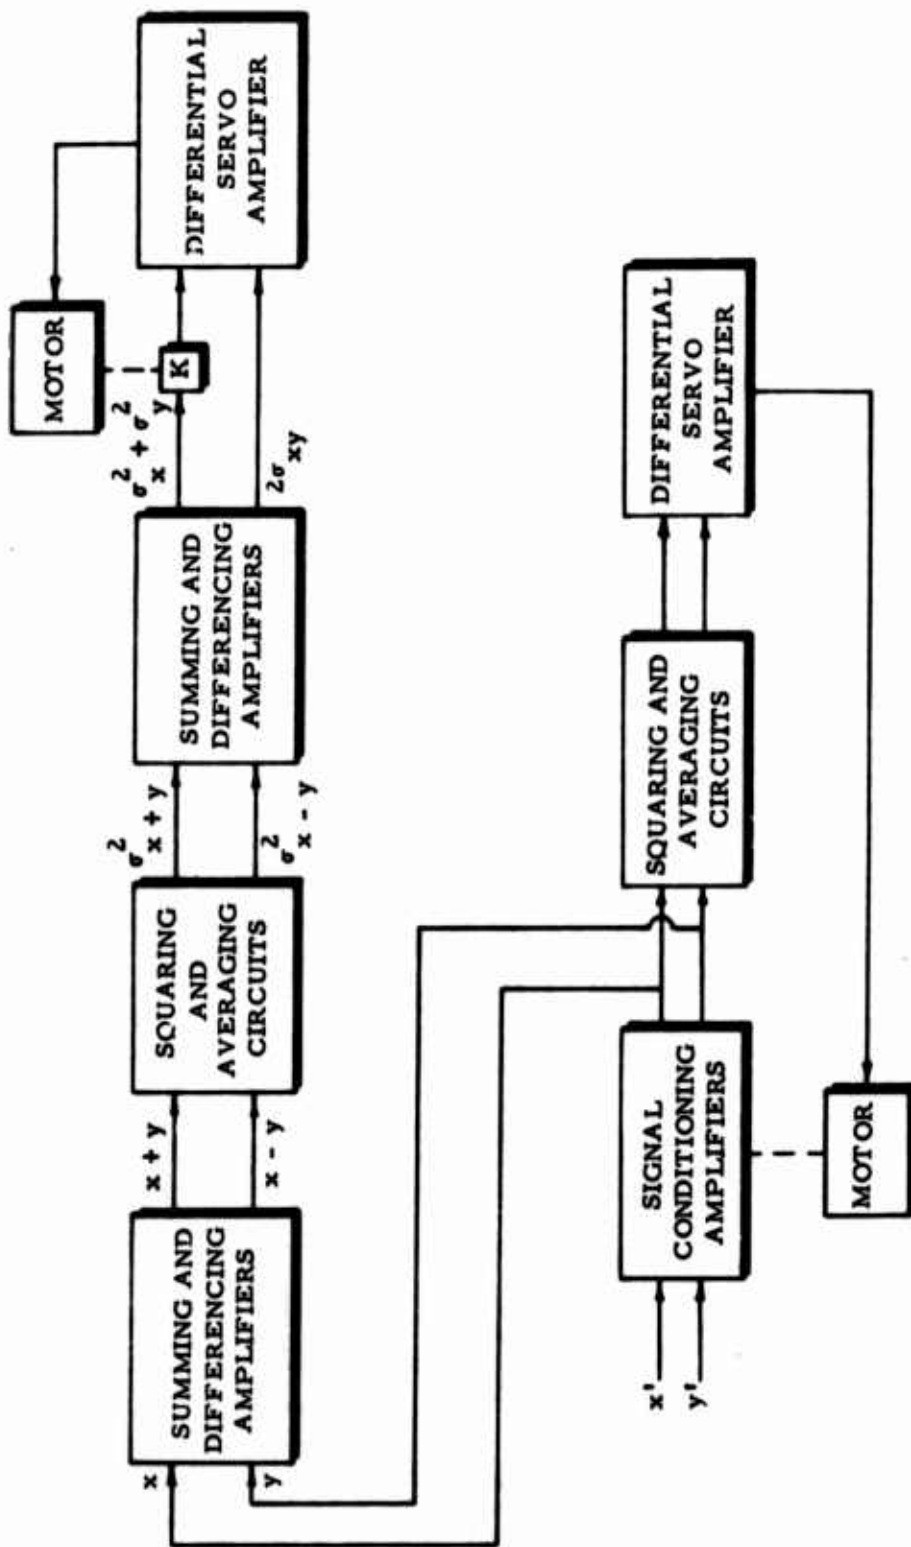 x
y
SUMMING AND
DIFFERENCING
AMPLIFIERS
x + y
x - y
SQUARING
AND
AVERAGING
CIRCUITS
σ²x + y
σ²x - y
SUMMING AND
DIFFERENCING
AMPLIFIERS
σ²x + σ²y
2σxy
K
MOTOR
DIFFERENTIAL
SERVO
AMPLIFIER
x'
y'
SIGNAL
CONDITIONING
AMPLIFIERS
SQUARING AND
AVERAGING
CIRCUITS
DIFFERENTIAL
SERVO
AMPLIFIER
MOTOR